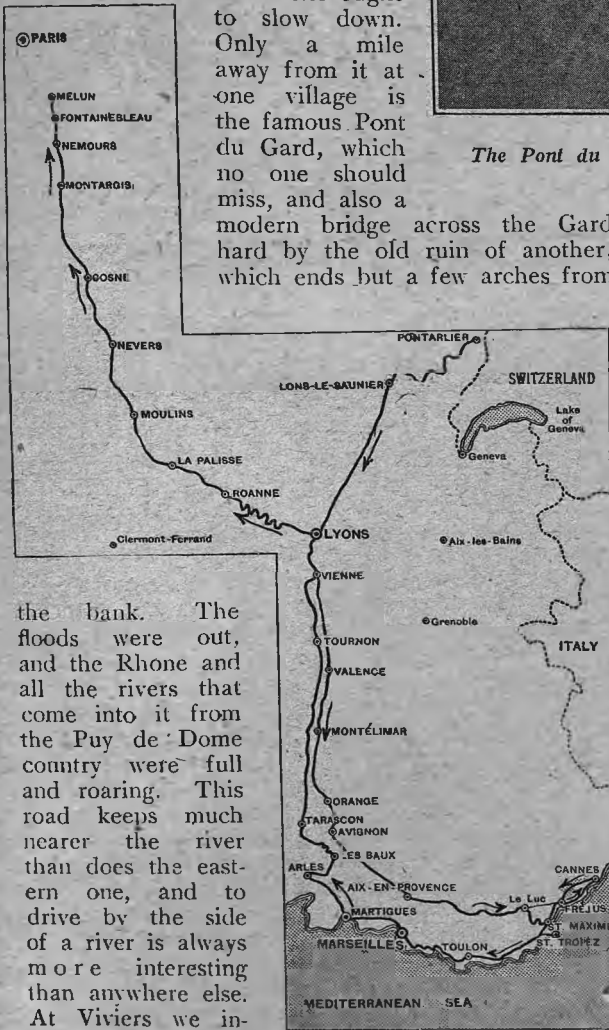 to slow down.
Only a mile
away from it at
one village is
the famous Pont
du Gard, which
no one should
miss, and also a
modern bridge across the Gard
hard by the old ruin of another,
which ends but a few arches from
The Pont du
PARIS
MELUN
FONTAINEBLEAU
NEMOURS
MONTARGIS
COSNE
NEVERS
MOULINS
LA PALISSE
ROANNE
Clermont-Ferrand
PONTARLIER
LONS-LE-SAUNIER
SWITZERLAND
Lake
of
Geneva
Geneva
LYONS
Aix-les-Bains
VIENNE
Grenoble
TOURNON
ITALY
VALENCE
MONTÉLIMAR
ORANGE
TARASCON
AVIGNON
LES BAUX
ARLES
AIX-EN-PROVENCE
CANNES
Le Luc
FRÉJUS
MARTIGUES
ST. MAXIME
MARSEILLES
TOULON
ST. TROPEZ
MEDITERRANEAN SEA
the bank. The
floods were out,
and the Rhone and
all the rivers that
come into it from
the Puy de Dome
country were full
and roaring. This
road keeps much
nearer the river
than does the east-
ern one, and to
drive by the side
of a river is always
more interesting
than anywhere else.
At Viviers we in-